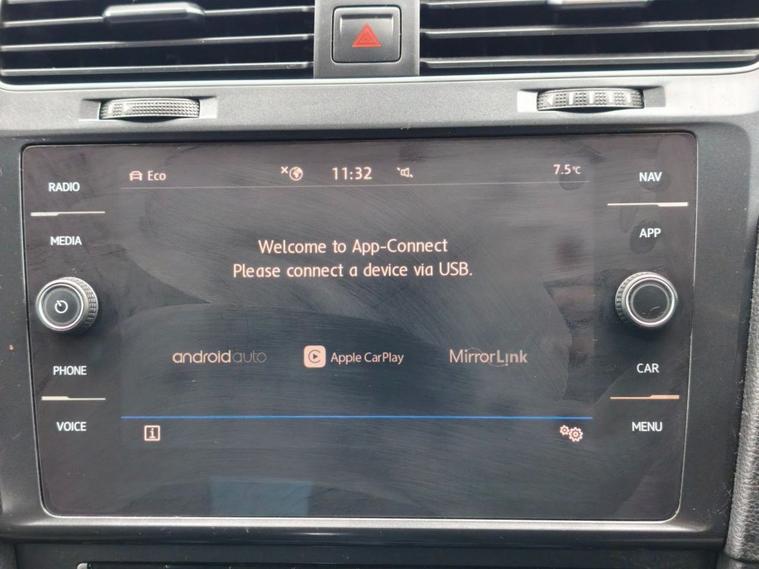 Eco
11:32
7.5°C
RADIO
NAV
MEDIA
APP
Welcome to App-Connect
Please connect a device via USB.
androidauto
Apple CarPlay
MirrorLink
PHONE
CAR
VOICE
MENU
i